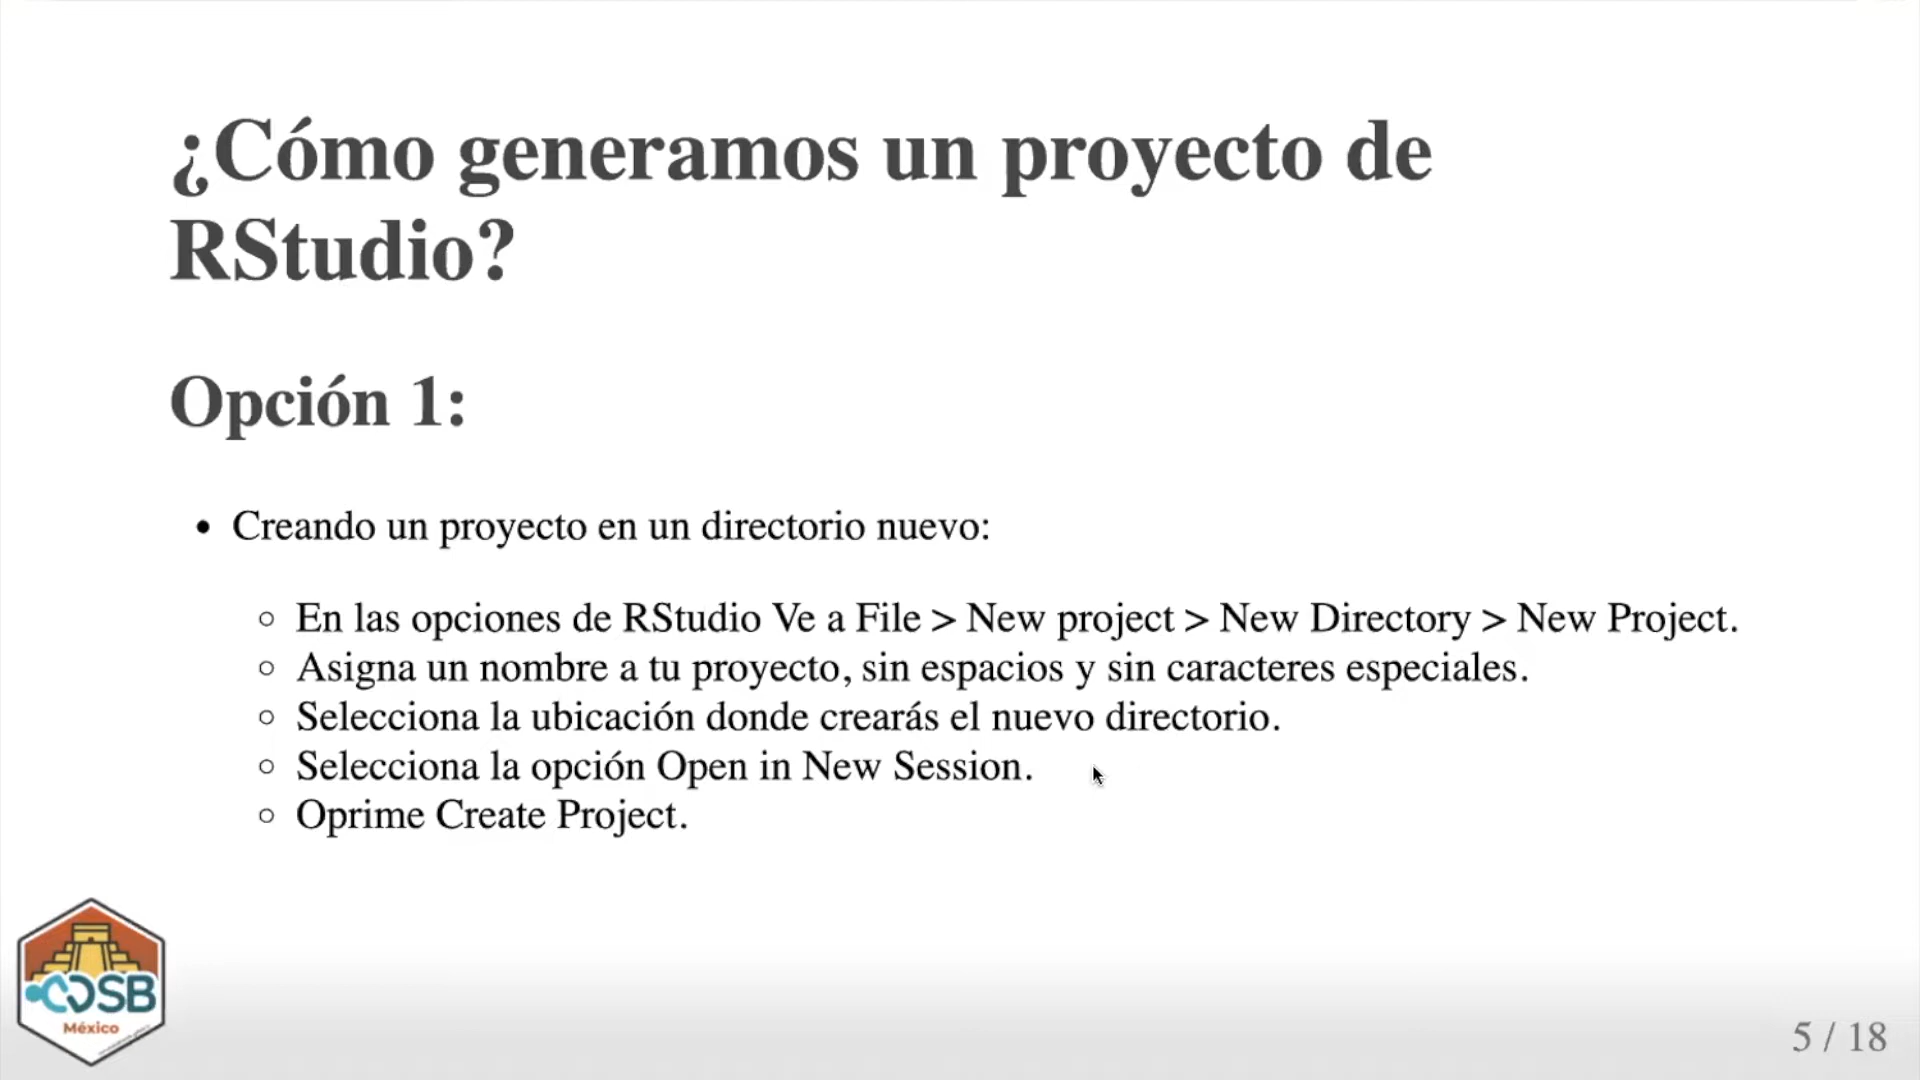 ¿Cómo generamos un proyecto de
RStudio?
Opción 1:
• Creando un proyecto en un directorio nuevo:
○ En las opciones de RStudio Ve a File > New project > New Directory > New Project.
○ Asigna un nombre a tu proyecto, sin espacios y sin caracteres especiales.
○ Selecciona la ubicación donde crearás el nuevo directorio.
○ Selecciona la opción Open in New Session.
○ Oprime Create Project.
CDSB
México
5 / 18